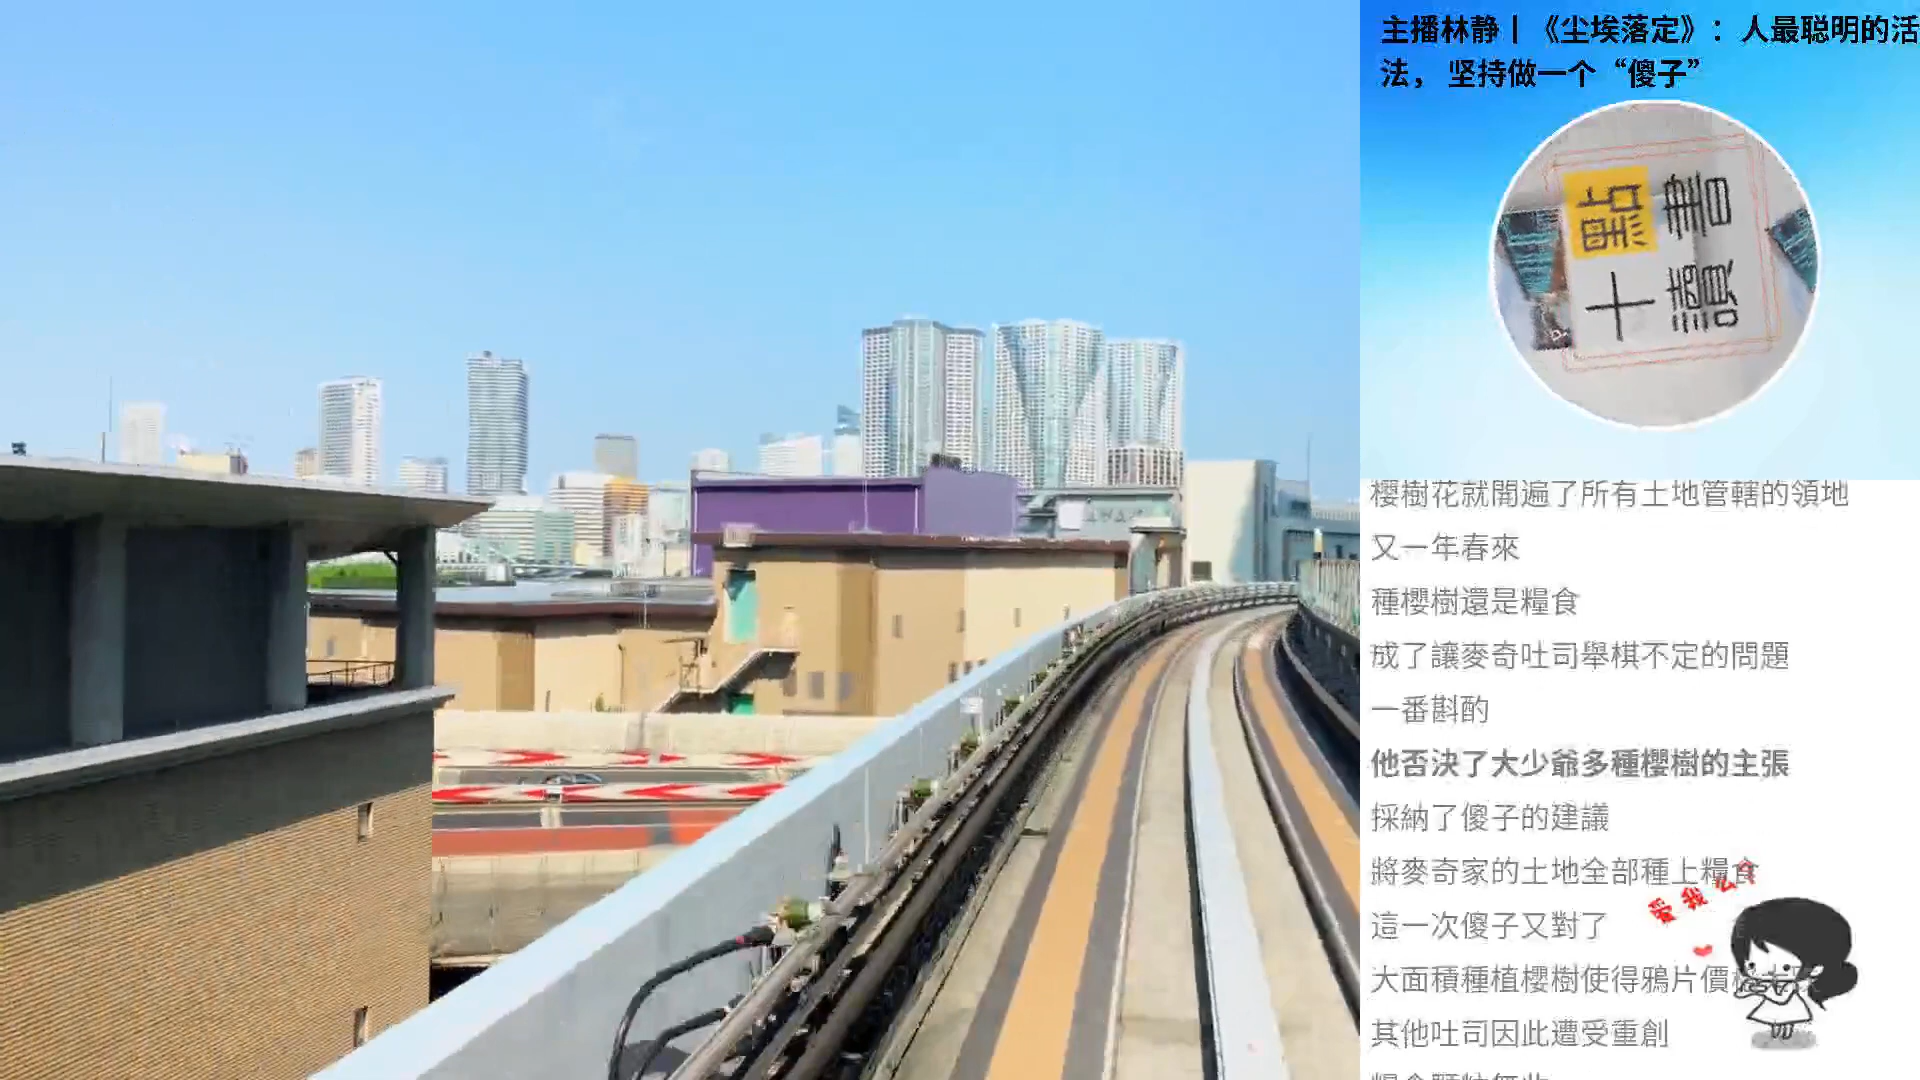 主播林静丨《尘埃落定》：人最聪明的活
法，坚持做一个“傻子”
十點
讀書
櫻樹花就開遍了所有土地管轄的領地
又一年春來
種櫻樹還是糧食
成了讓麥奇吐司舉棋不定的問題
一番斟酌
他否決了大少爺多種櫻樹的主張
採納了傻子的建議
將麥奇家的土地全部種上糧食
這一次傻子又對了
大面積種植櫻樹使得鴉片價
其他吐司因此遭受重創
爱我么